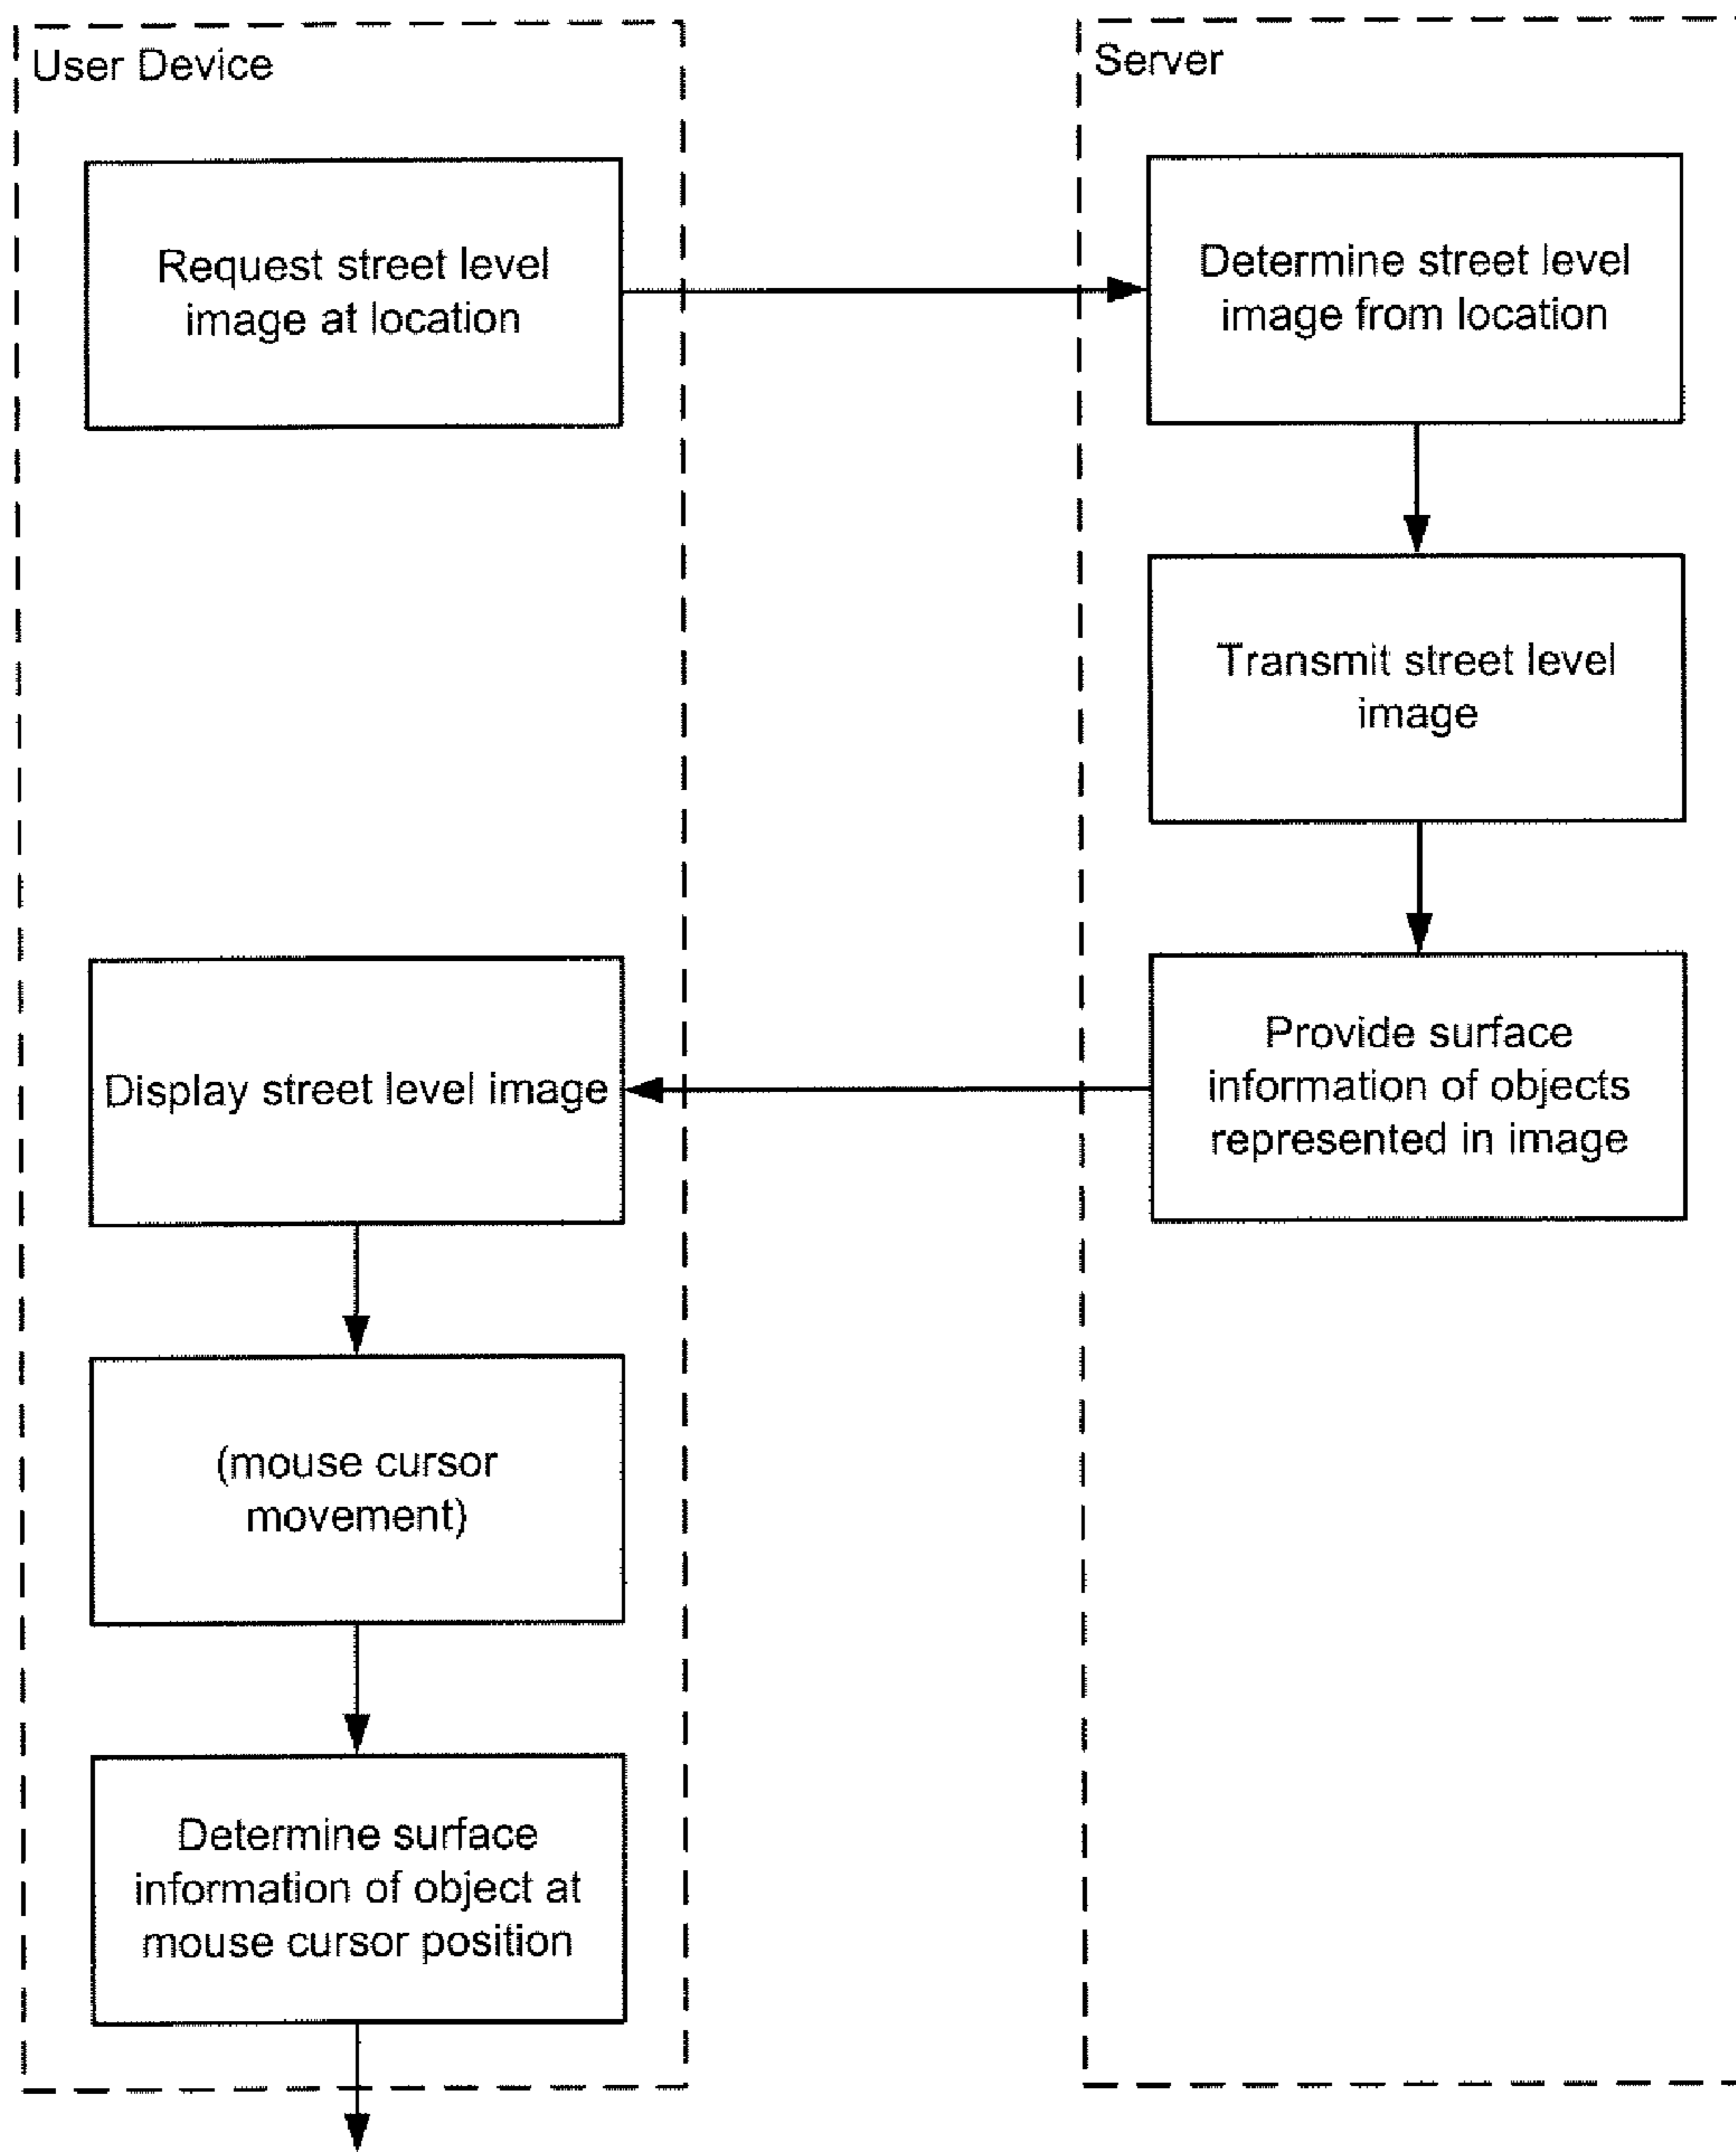 User Device
Request street level
image at location
Server
Determine street level
image from location
Transmit street level
image
Provide surface
information of objects
represented in image
Display street level image
(mouse cursor
movement)
Determine surface
information of object at
mouse cursor position